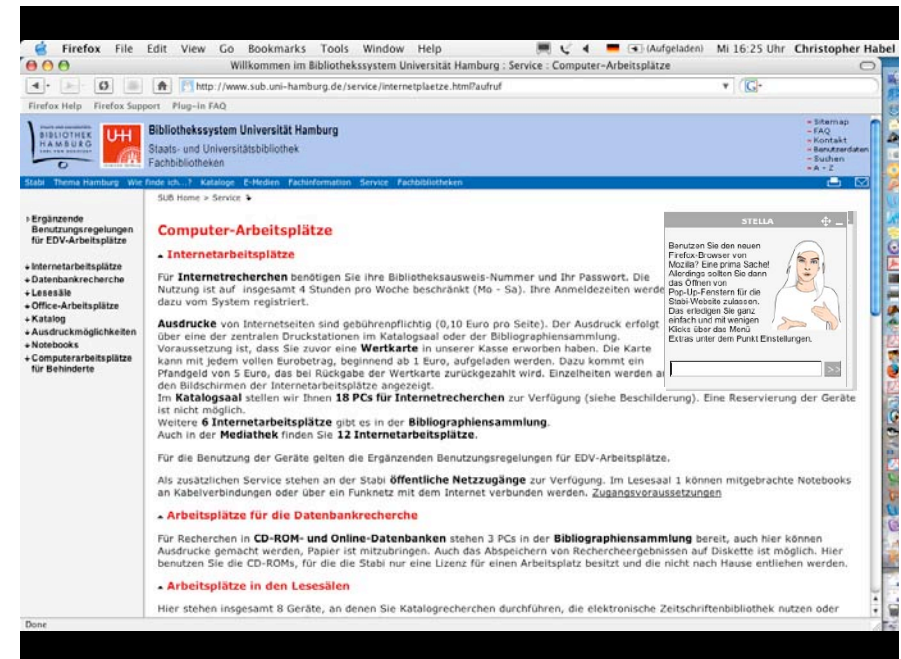 Firefox File Edit View Go Bookmarks Tools Window Help (Aufgeladen) Mi 16:25 Uhr Christopher Habel
Willkommen im Bibliothekssystem Universität Hamburg : Service : Computer-Arbeitsplätze
http://www.sub.uni-hamburg.de/service/internetplaetze.html?aufruf
Firefox Help Firefox Support Plug-in FAQ
BIBLIOTHEK
HAMBURG
UH
Bibliothekssystem Universität Hamburg
Staats- und Universitätsbibliothek
Fachbibliotheken
Sitemap
FAQ
Kontakt
Benutzerdaten
Suchen
A - Z
Stabi Thema Hamburg Wie finde ich...? Kataloge E-Medien Fachinformation Service Fachbibliotheken
SUB Home > Service
Ergänzende
Benutzungsregelungen
für EDV-Arbeitsplätze
Internetarbeitsplätze
Datenbankrecherche
Lesesäle
Office-Arbeitsplätze
Katalog
Ausdruckmöglichkeiten
Notebooks
Computerarbeitsplätze
für Behinderte
Computer-Arbeitsplätze
Internetarbeitsplätze
Für Internetrecherchen benötigen Sie ihre Bibliotheksausweis-Nummer und Ihr Passwort. Die
Nutzung ist auf insgesamt 4 Stunden pro Woche beschränkt (Mo - Sa). Ihre Anmeldezeiten werde
dazu vom System registriert.
Ausdrucke von Internetseiten sind gebührenpflichtig (0,10 Euro pro Seite). Der Ausdruck erfolgt
über eine der zentralen Druckstationen im Katalogsaal oder der Bibliographiensammlung.
Voraussetzung ist, dass Sie zuvor eine Wertkarte in unserer Kasse erworben haben. Die Karte
kann mit jedem vollen Eurobetrag, beginnend ab 1 Euro, aufgeladen werden. Dazu kommt ein
Pfandgeld von 5 Euro, das bei Rückgabe der Wertkarte zurückgezahlt wird. Einzelheiten werden a
den Bildschirmen der Internetarbeitsplätze angezeigt.
Im Katalogsaal stellen wir Ihnen 18 PCs für Internetrecherchen zur Verfügung (siehe Beschilderung). Eine Reservierung der Geräte
ist nicht möglich.
Weitere 6 Internetarbeitsplätze gibt es in der Bibliographiensammlung.
Auch in der Mediathek finden Sie 12 Internetarbeitsplätze.
Für die Benutzung der Geräte gelten die Ergänzenden Benutzungsregelungen für EDV-Arbeitsplätze.
Als zusätzlichen Service stehen an der Stabi öffentliche Netzzugänge zur Verfügung. Im Lesesaal 1 können mitgebrachte Notebooks
an Kabelverbindungen oder über ein Funknetz mit dem Internet verbunden werden. Zugangsvoraussetzungen
Arbeitsplätze für die Datenbankrecherche
Für Recherchen in CD-ROM- und Online-Datenbanken stehen 3 PCs in der Bibliographiensammlung bereit, auch hier können
Ausdrucke gemacht werden, Papier ist mitzubringen. Auch das Abspeichern von Rechercheergebnissen auf Diskette ist möglich. Hier
benutzen Sie die CD-ROMs, für die die Stabi nur eine Lizenz für einen Arbeitsplatz besitzt und die nicht nach Hause entliehen werden.
Arbeitsplätze in den Lesesälen
Hier stehen insgesamt 8 Geräte, an denen Sie Katalogrecherchen durchführen, die elektronische Zeitschriftenbibliothek nutzen oder
STELLA
Benutzen Sie den neuen
Firefox-Browser von
Mozilla? Eine prima Sache!
Allerdings sollten Sie dann
das Öffnen von
Pop-Up-Fenstern für die
Stabi-Website zulassen.
Das erledigen Sie ganz
einfach und mit wenigen
Klicks über das Menü
Extras unter dem Punkt Einstellungen.
>>
Done